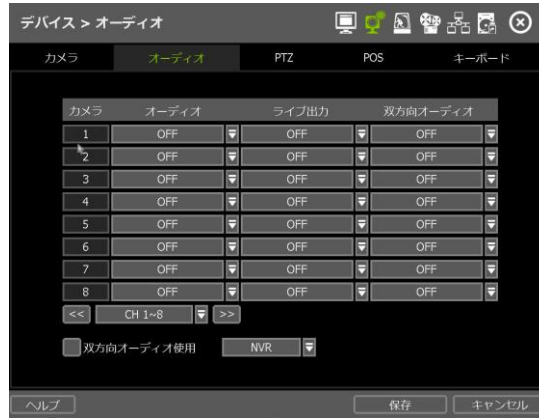 デバイス > オーディオ
カメラ オーディオ PTZ POS キーボード
カメラ オーディオ ライブ出力 双方向オーディオ
1 OFF OFF OFF
2 OFF OFF OFF
3 OFF OFF OFF
4 OFF OFF OFF
5 OFF OFF OFF
6 OFF OFF OFF
7 OFF OFF OFF
8 OFF OFF OFF
<< CH 1~8 >>
双方向オーディオ使用 NVR
ヘルプ 保存 キャンセル